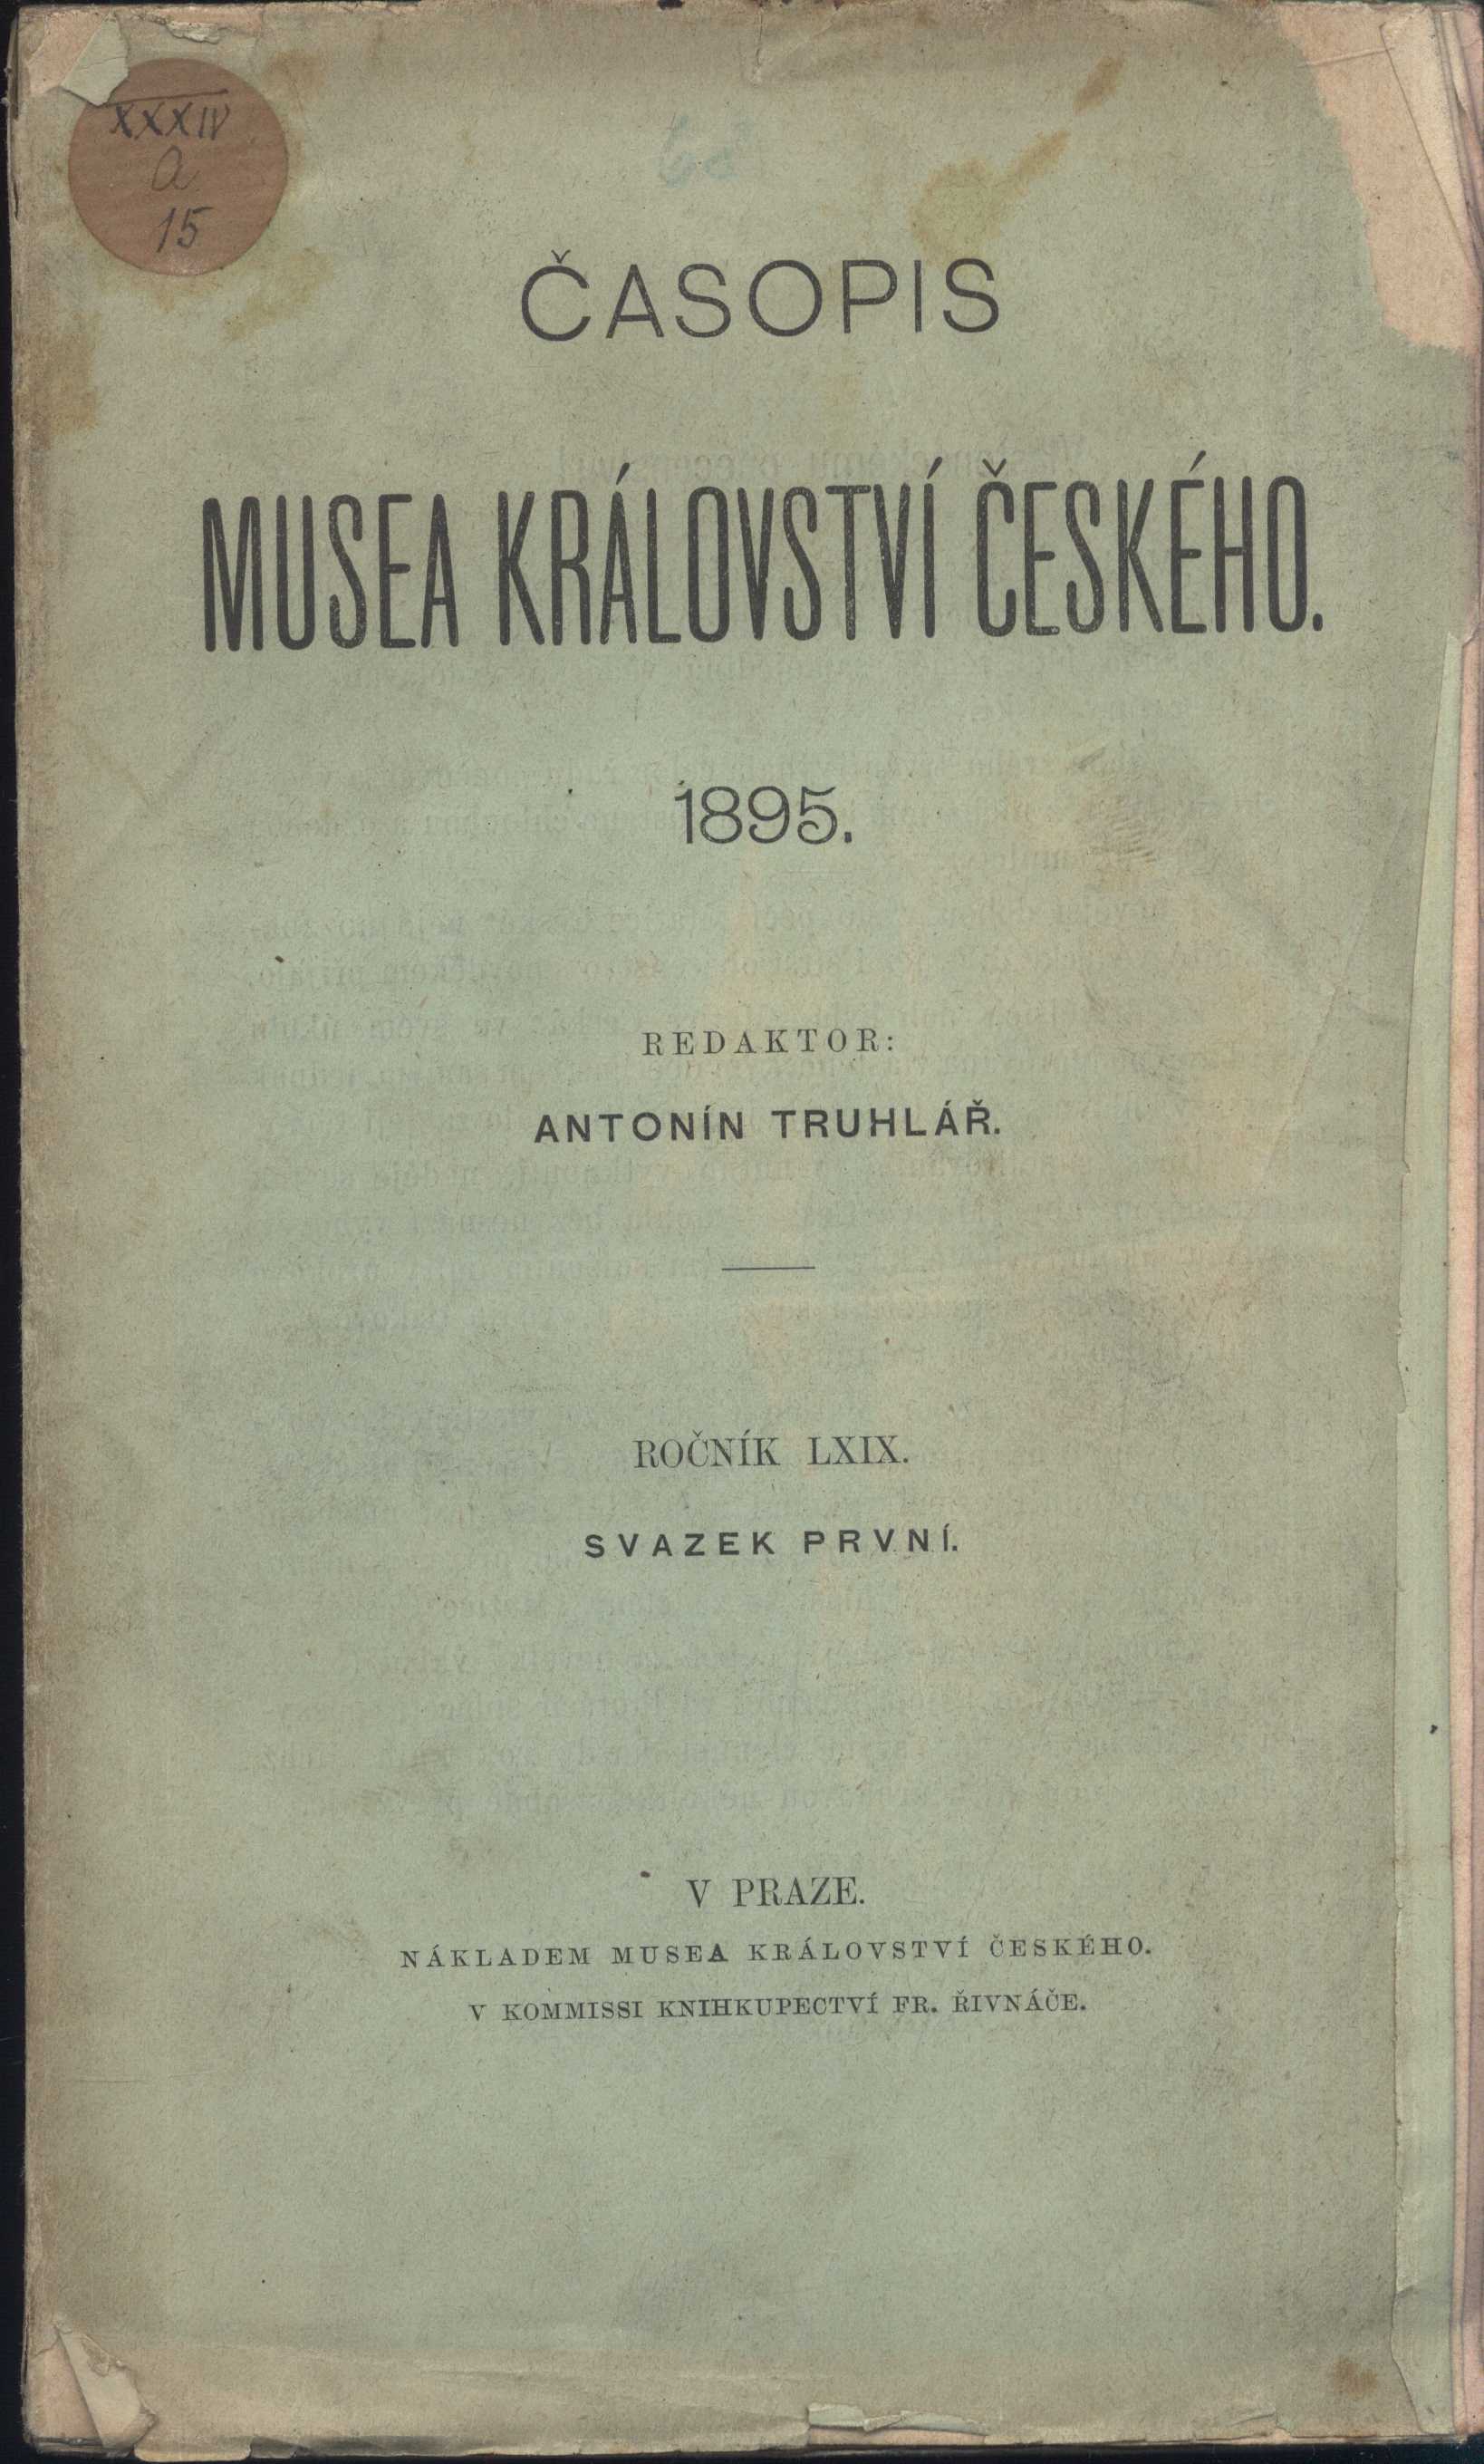 XXXIV
a
15
ČASOPIS
MUSEA KRÁLOVSTVÍ ČESKÉHO.
1895.
REDAKTOR:
ANTONÍN TRUHLÁŘ.
ROČNÍK LXIX.
SVAZEK PRVNÍ.
V PRAZE.
NÁKLADEM MUSEA KRÁLOVSTVÍ ČESKÉHO.
V KOMMISSI KNIHKUPECTVÍ FR. ŘIVNÁČE.